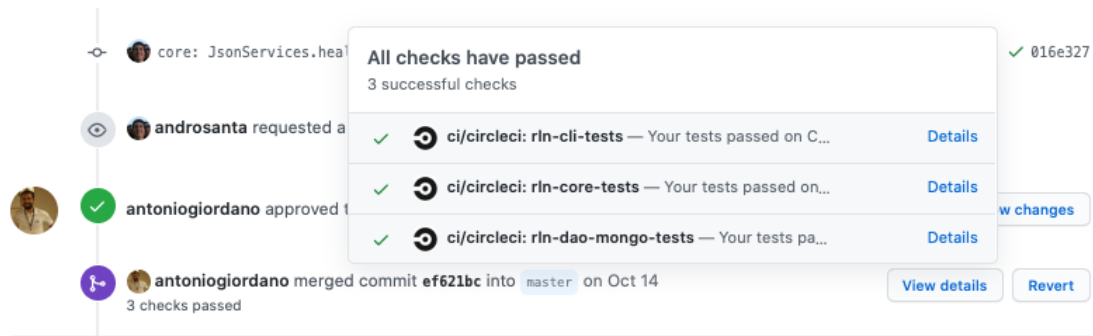 core: JsonServices.heal
016e327
All checks have passed
3 successful checks
androsanta requested a
ci/circleci: rln-cli-tests — Your tests passed on C... Details
ci/circleci: rln-core-tests — Your tests passed on... Details
antoniogiordano approved t
w changes
ci/circleci: rln-dao-mongo-tests — Your tests pa... Details
antoniogiordano merged commit ef621bc into master on Oct 14
View details Revert
3 checks passed